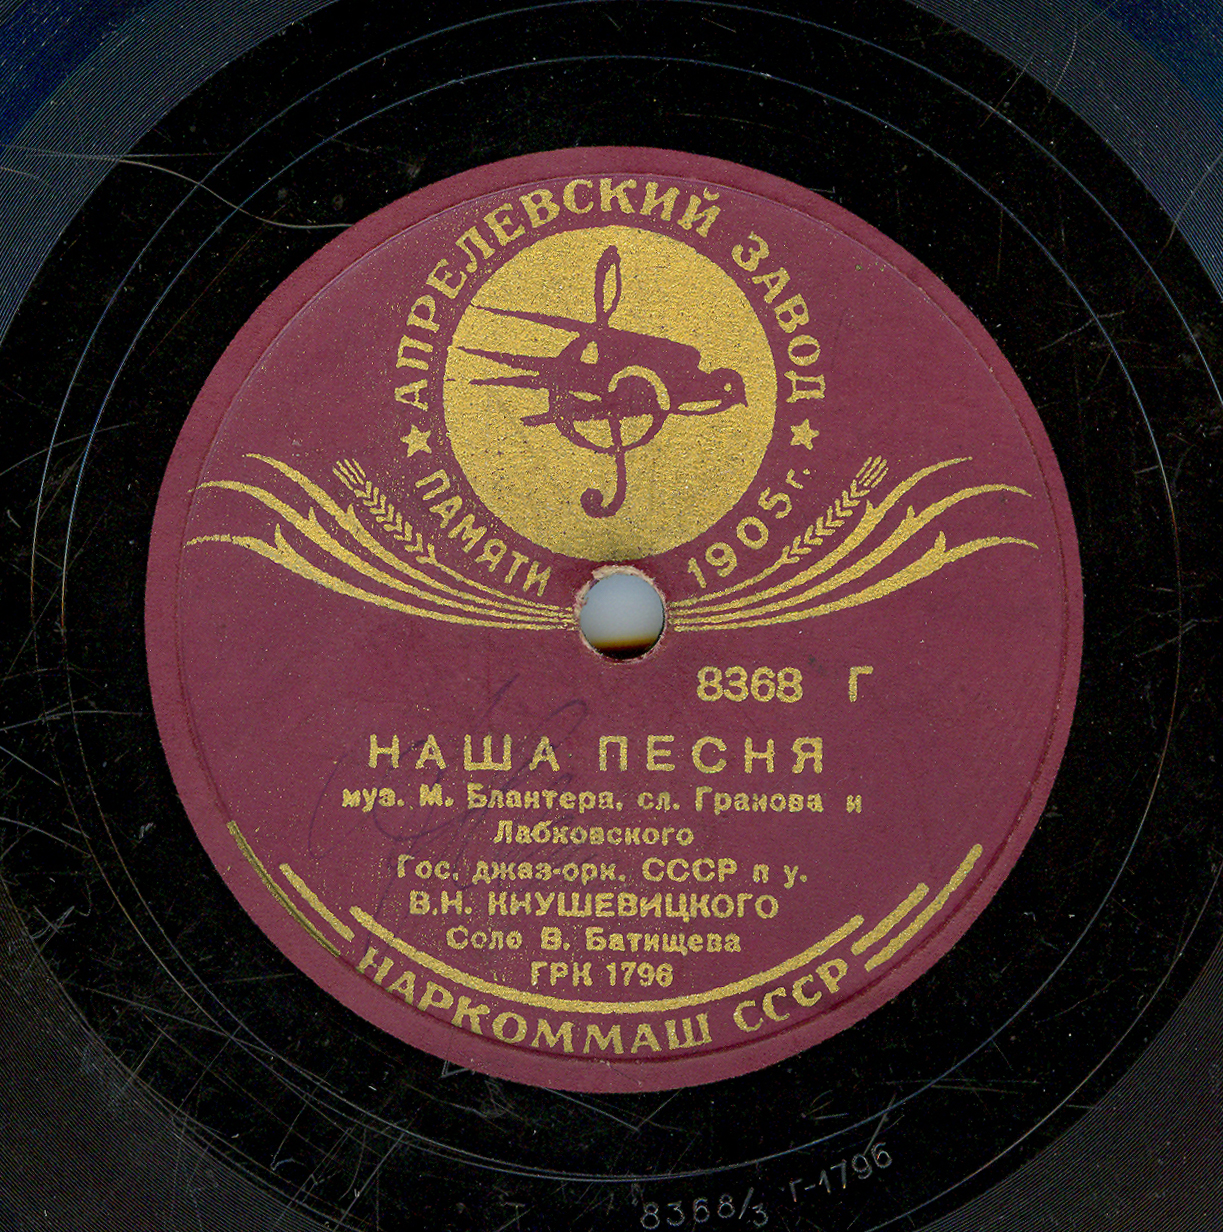 АПРЕЛЕВСКИЙ ЗАВОД
ПАМЯТИ 1905 г.
8368 Г
НАША ПЕСНЯ
муз. М. Блантера, сл. Гранова и
Лабковского
Гос. джаз-орк. СССР п у.
В.Н. КНУШЕВИЦКОГО
Соло В. Батищева
ГРК 1796
НАРКОММАШ СССР
8368/3 Г-1796